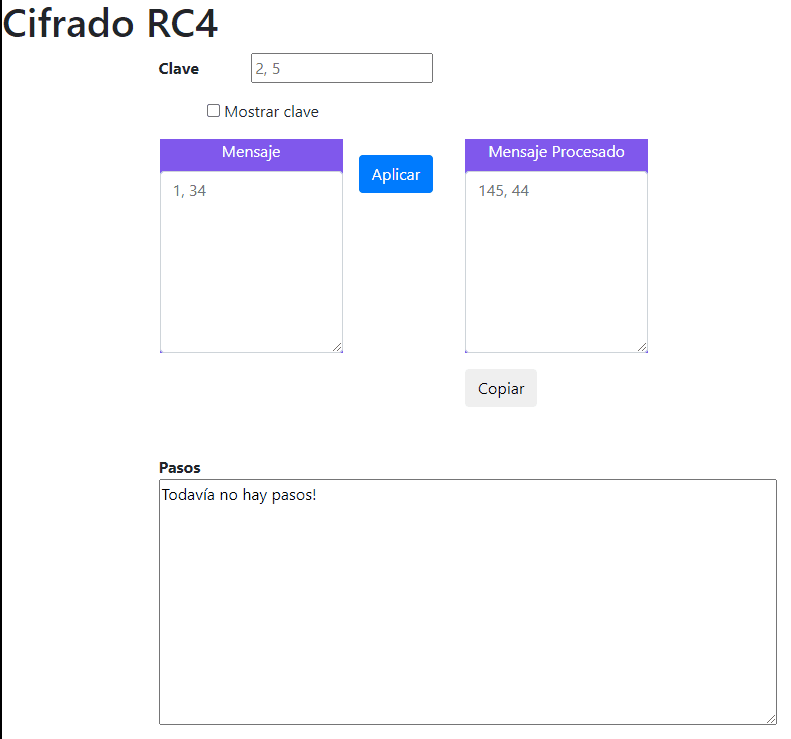 Cifrado RC4
Clave 2, 5
Mostrar clave
Mensaje
Aplicar
Mensaje Procesado
1, 34
145, 44
Copiar
Pasos
Todavía no hay pasos!